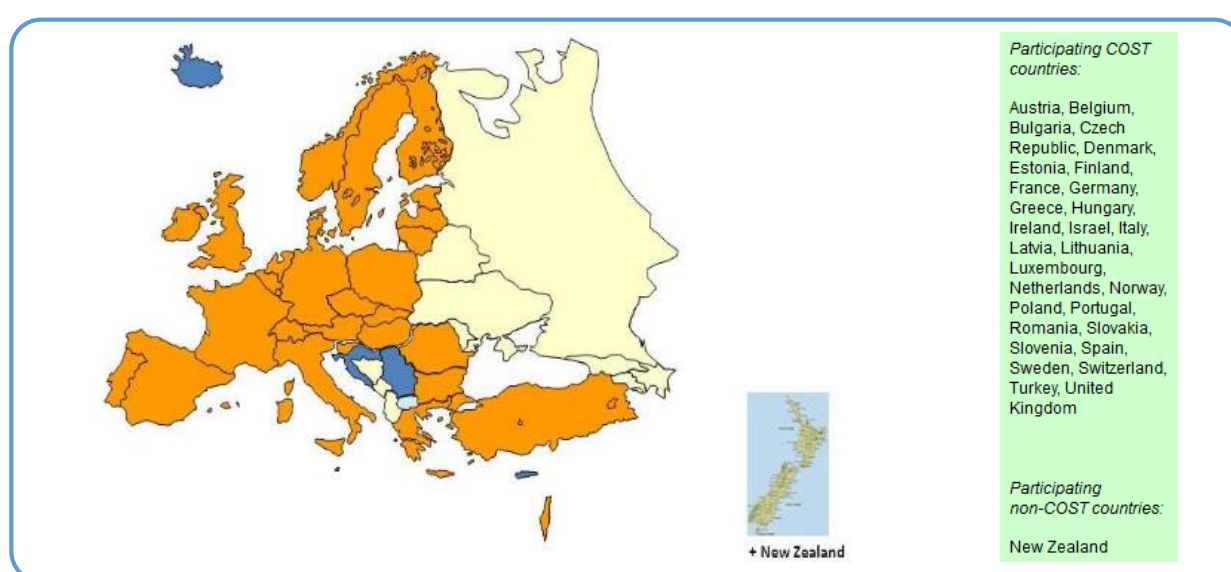 Participating COST
countries:
Austria, Belgium,
Bulgaria, Czech
Republic, Denmark,
Estonia, Finland,
France, Germany,
Greece, Hungary,
Ireland, Israel, Italy,
Latvia, Lithuania,
Luxembourg,
Netherlands, Norway,
Poland, Portugal,
Romania, Slovakia,
Slovenia, Spain,
Sweden, Switzerland,
Turkey, United
Kingdom
Participating
non-COST countries:
New Zealand
+ New Zealand